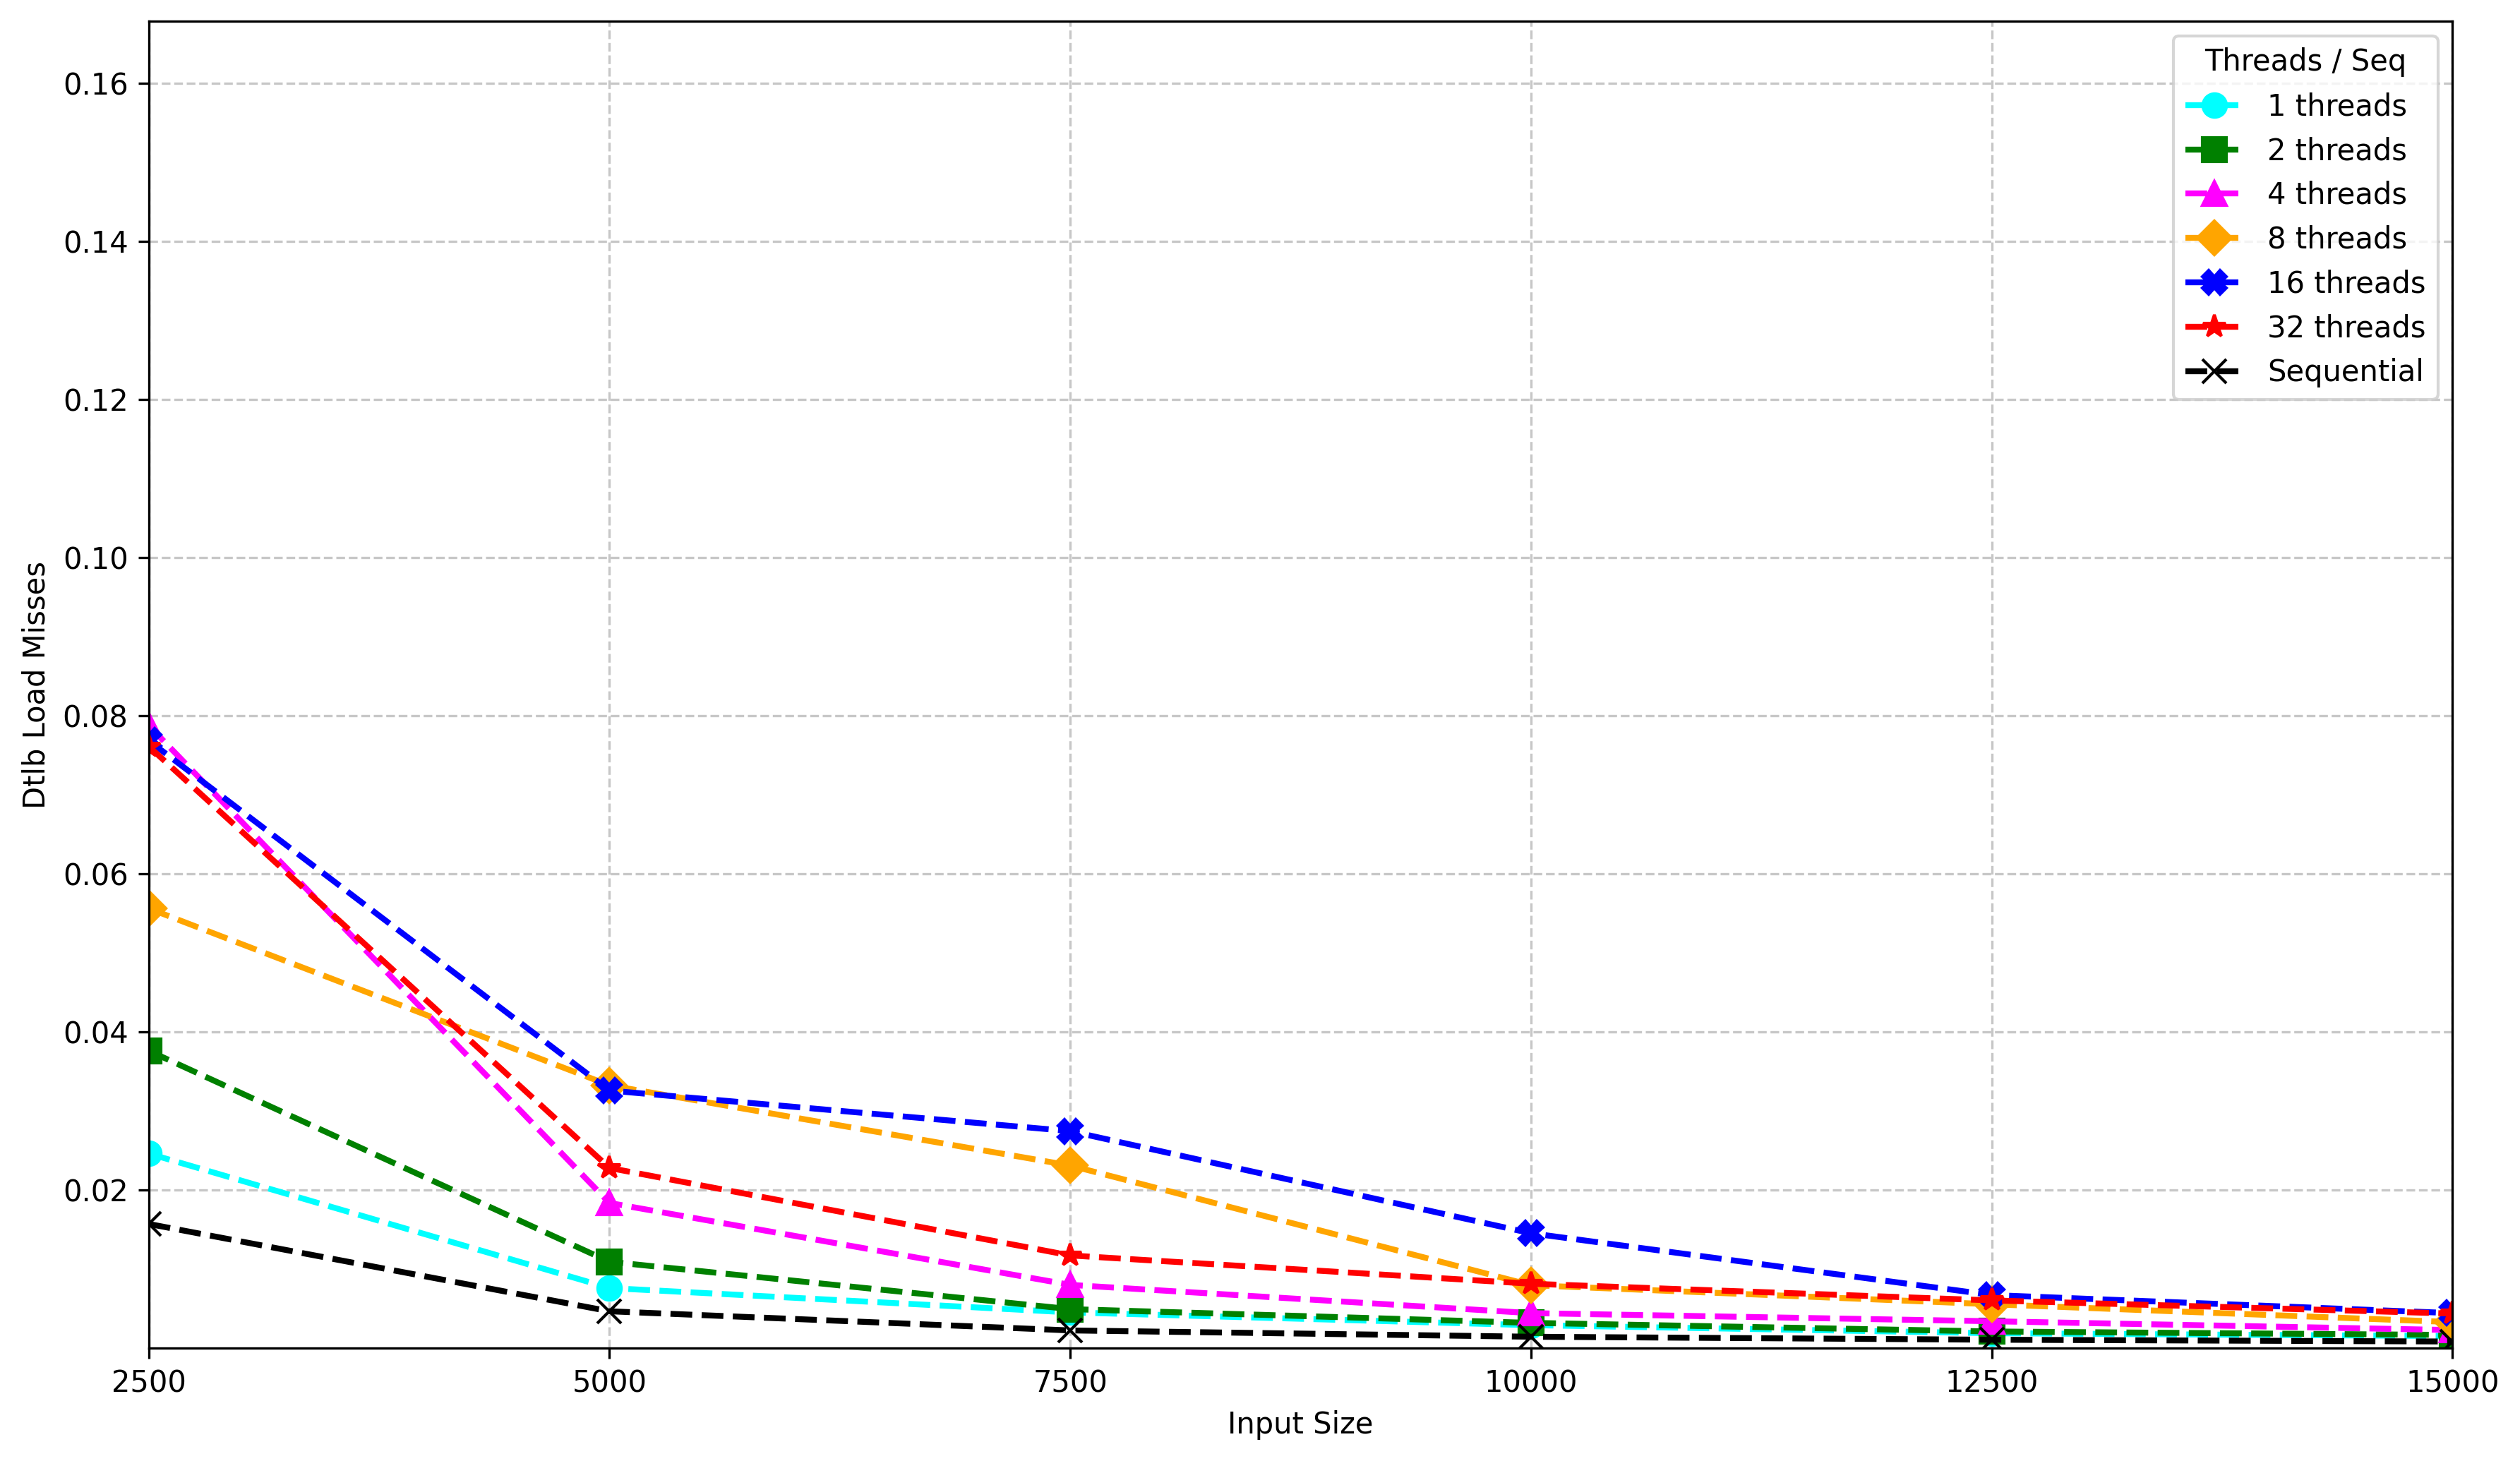 Threads / Seq
1 threads
2 threads
4 threads
8 threads
16 threads
32 threads
Sequential
0.16
0.14
0.12
0.10
0.08
0.06
0.04
0.02
Dtlb Load Misses
2500 5000 7500 10000 12500 15000
Input Size